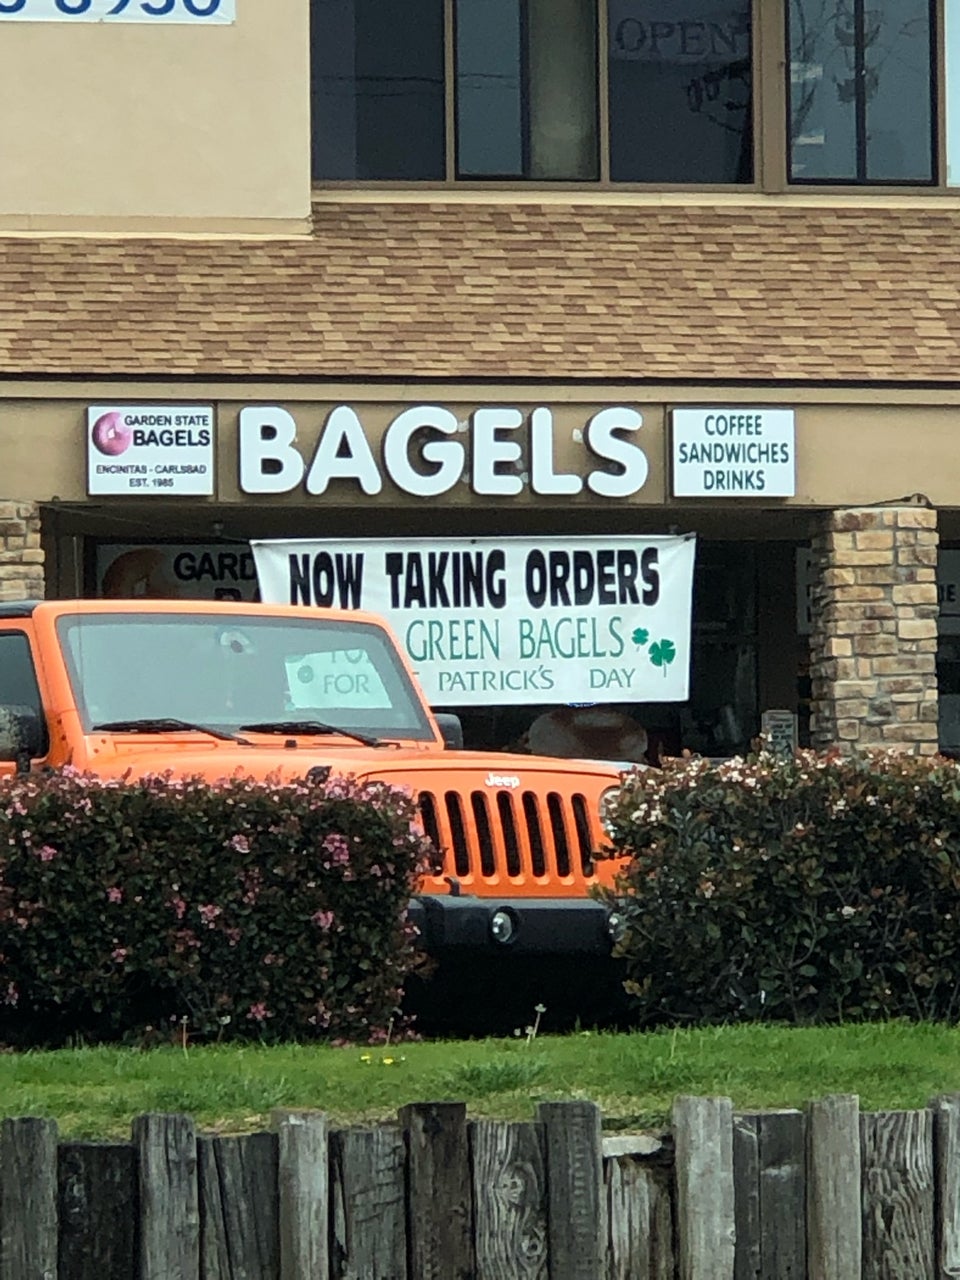 OPEN
GARDEN STATE
BAGELS
ENCINITAS - CARLSBAD
EST. 1985
BAGELS
COFFEE
SANDWICHES
DRINKS
GARD
NOW TAKING ORDERS
GREEN BAGELS
FOR PATRICK'S DAY
Jeep